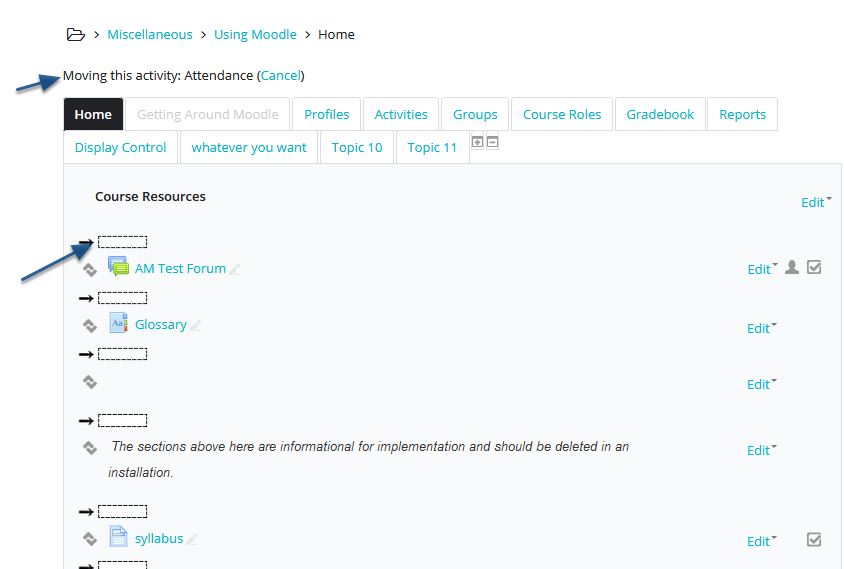 > Miscellaneous > Using Moodle > Home
Moving this activity: Attendance (Cancel)
Home Getting Around Moodle Profiles Activities Groups Course Roles Gradebook Reports
Display Control whatever you want Topic 10 Topic 11
Course Resources Edit
AM Test Forum Edit
Glossary Edit
Edit
The sections above here are informational for implementation and should be deleted in an Edit
installation.
syllabus Edit